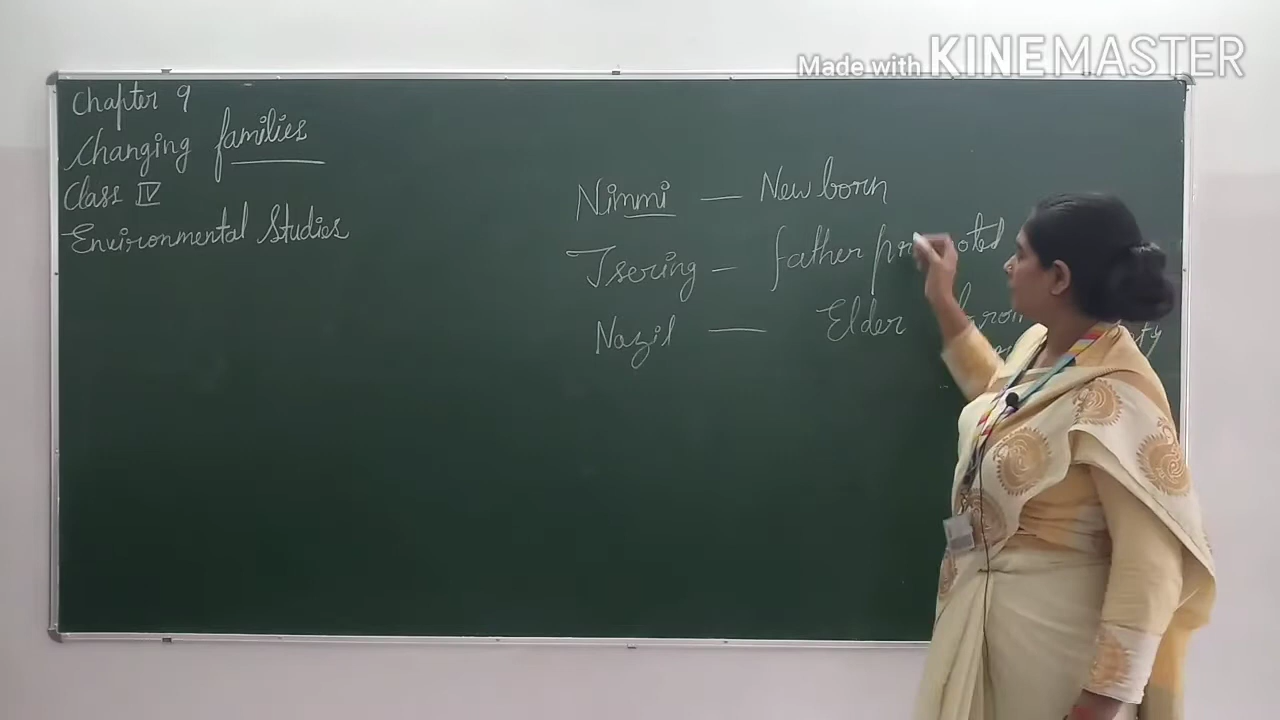 Made with KINEMASTER
Chapter 9
Changing families
Class IV
Environmental Studies
Nimmi — New born
Tsering — father promoted
Nazil — Elder